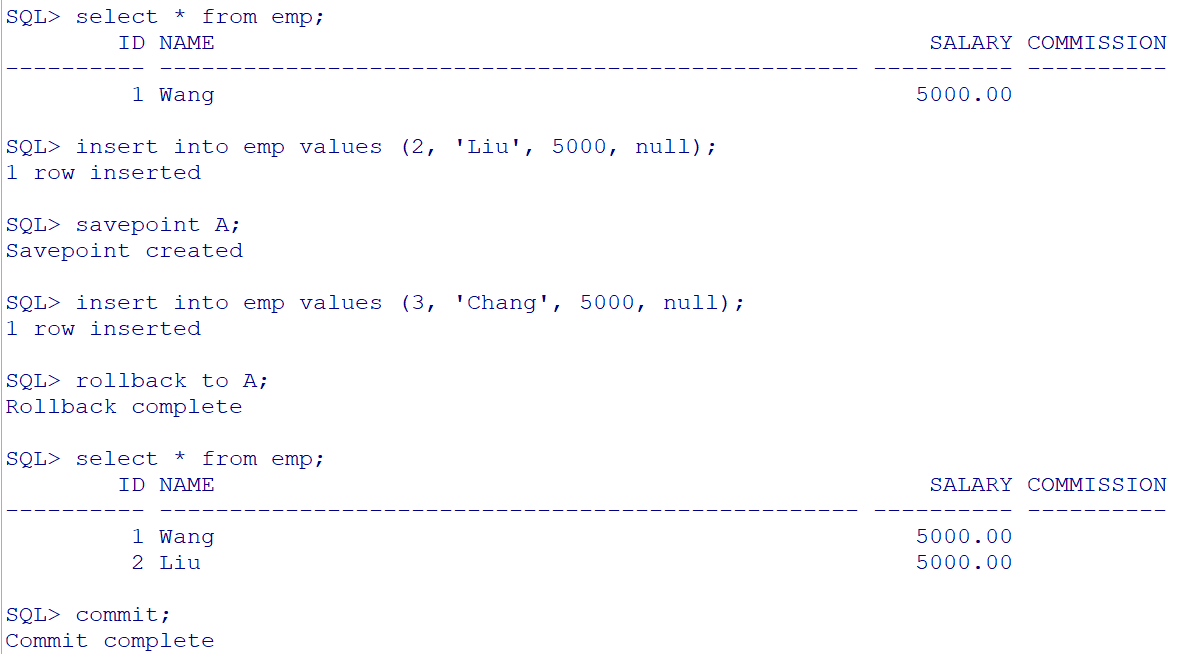 SQL> select * from emp;
        ID NAME                                                   SALARY COMMISSION
---------- -------------------------------------------------- ---------- ----------
         1 Wang                                                  5000.00
SQL> insert into emp values (2, 'Liu', 5000, null);
1 row inserted
SQL> savepoint A;
Savepoint created
SQL> insert into emp values (3, 'Chang', 5000, null);
1 row inserted
SQL> rollback to A;
Rollback complete
SQL> select * from emp;
        ID NAME                                                   SALARY COMMISSION
---------- -------------------------------------------------- ---------- ----------
         1 Wang                                                  5000.00
         2 Liu                                                   5000.00
SQL> commit;
Commit complete